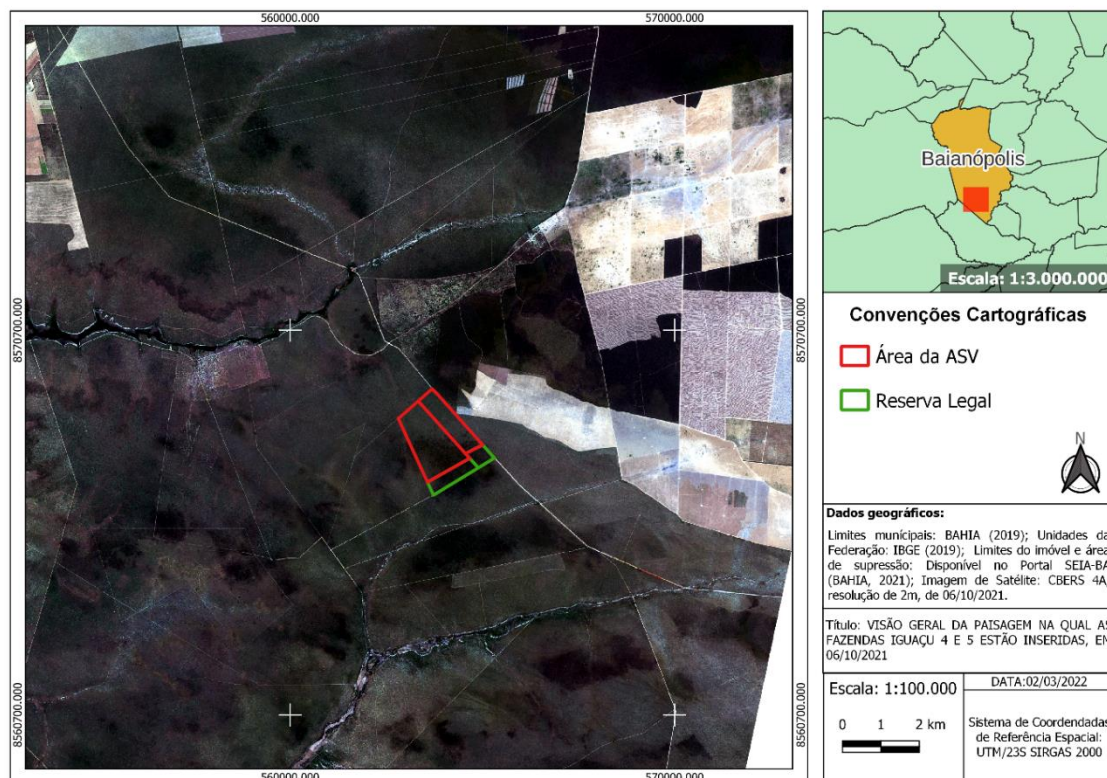 560000.000
570000.000
8570700.000
8570700.000
8560700.000
8560700.000
560000.000
570000.000
Baianópolis
Escala: 1:3.000.000
Convenções Cartográficas
Área da ASV
Reserva Legal
N
Dados geográficos:
Limites munícipais: BAHIA (2019); Unidades da
Federação: IBGE (2019); Limites do imóvel e área
de supressão: Disponível no Portal SEIA-BA
(BAHIA, 2021); Imagem de Satélite: CBERS 4A,
resolução de 2m, de 06/10/2021.
Título: VISÃO GERAL DA PAISAGEM NA QUAL AS
FAZENDAS IGUAÇU 4 E 5 ESTÃO INSERIDAS, EM
06/10/2021
Escala: 1:100.000
0 1 2 km
DATA:02/03/2022
Sistema de Coordendadas
de Referência Espacial:
UTM/23S SIRGAS 2000